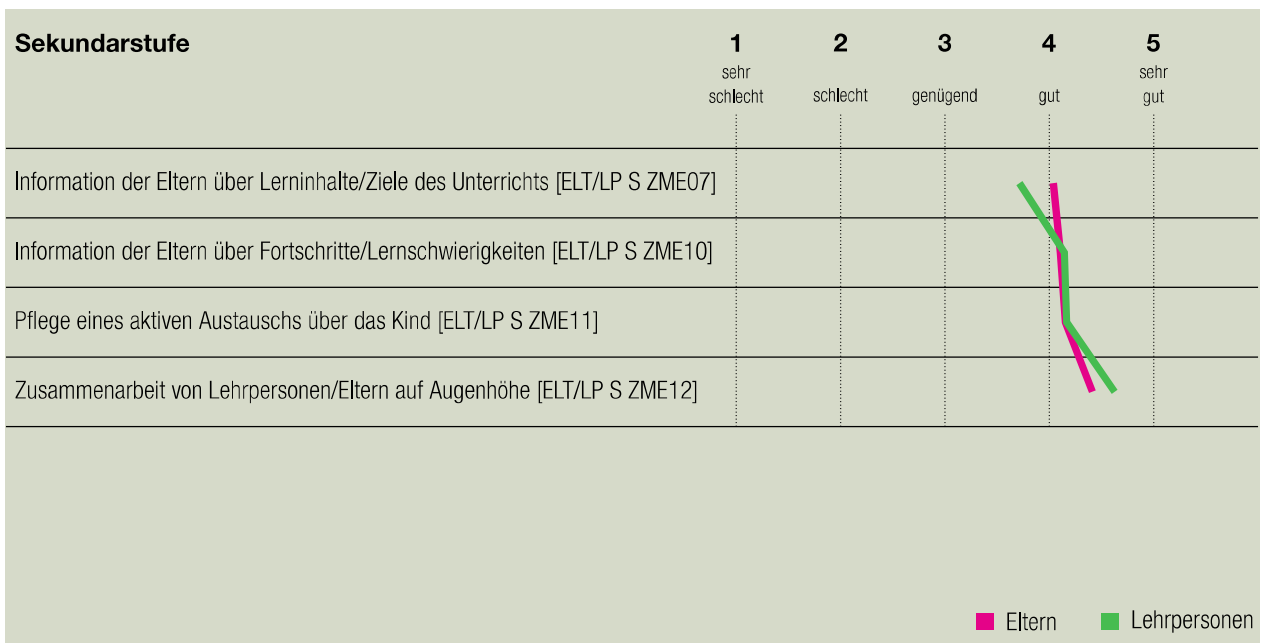 Sekundarstufe 1 2 3 4 5
sehr schlecht schlecht genügend gut sehr gut
Information der Eltern über Lerninhalte/Ziele des Unterrichts [ELT/LP S ZME07]
Information der Eltern über Fortschritte/Lernschwierigkeiten [ELT/LP S ZME10]
Pflege eines aktiven Austauschs über das Kind [ELT/LP S ZME11]
Zusammenarbeit von Lehrpersonen/Eltern auf Augenhöhe [ELT/LP S ZME12]
Eltern Lehrpersonen